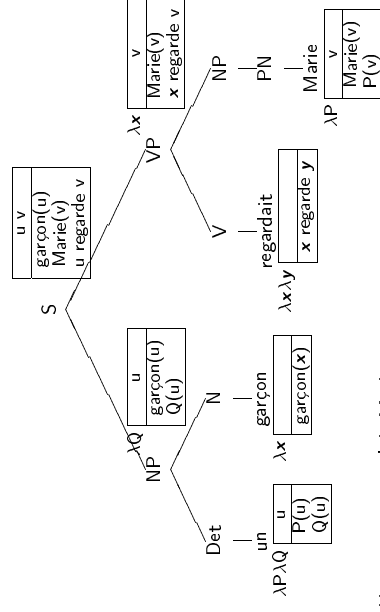 u v
garçon(u)
Marie(v)
u regarde v
S
λQ
u
garçon(u)
Q(u)
NP
λx
v
Marie(v)
x regarde v
VP
Det
N
V
NP
un
garçon
regardait
PN
λPλQ
u
P(u)
Q(u)
λx
garçon(x)
λxλy
x regarde y
Marie
λP
v
Marie(v)
P(v)